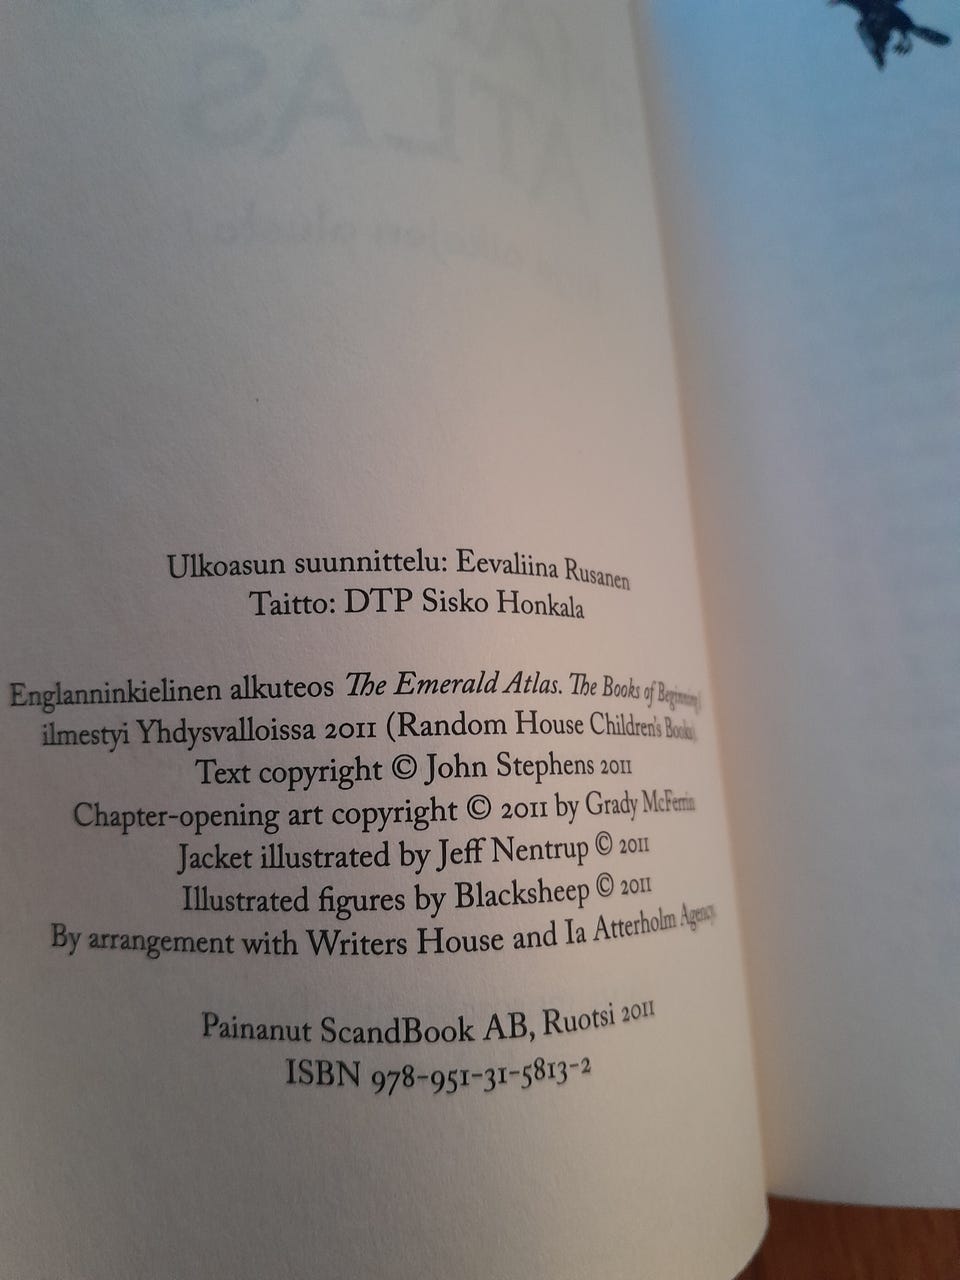 Ulkoasun suunnittelu: Eevaliina Rusanen
Taitto: DTP Sisko Honkala
Englanninkielinen alkuteos The Emerald Atlas. The Books of Beginning I
ilmestyi Yhdysvalloissa 2011 (Random House Children's Books).
Text copyright © John Stephens 2011
Chapter-opening art copyright © 2011 by Grady McFerrin
Jacket illustrated by Jeff Nentrup © 2011
Illustrated figures by Blacksheep © 2011
By arrangement with Writers House and Ia Atterholm Agency.
Painanut ScandBook AB, Ruotsi 2011
ISBN 978-951-31-5813-2